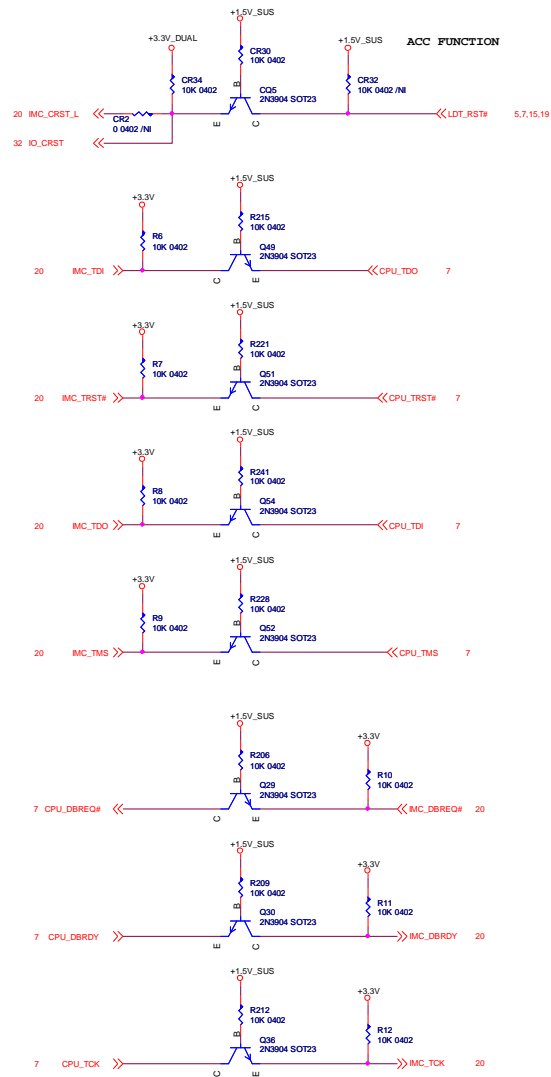 +1.5V_SUS
+3.3V_DUAL
+1.5V_SUS
ACC FUNCTION
CR30
10K 0402
CR34
10K 0402
CR32
10K 0402 /NI
B
CQ5
2N3904 SOT23
20 IMC_CRST_L
CR2
0 0402 /NI
E
C
LDT_RST#
5,7,15,19
32 IO_CRST
+1.5V_SUS
+3.3V
R215
10K 0402
R6
10K 0402
B
Q49
2N3904 SOT23
20 IMC_TDI
C
E
CPU_TDO 7
+1.5V_SUS
+3.3V
R221
10K 0402
R7
10K 0402
B
Q51
2N3904 SOT23
20 IMC_TRST#
E
C
CPU_TRST# 7
+1.5V_SUS
+3.3V
R241
10K 0402
R8
10K 0402
B
Q54
2N3904 SOT23
20 IMC_TDO
E
C
CPU_TDI 7
+1.5V_SUS
+3.3V
R228
10K 0402
R9
10K 0402
B
Q52
2N3904 SOT23
20 IMC_TMS
E
C
CPU_TMS 7
+1.5V_SUS
+3.3V
R206
10K 0402
R10
10K 0402
B
Q29
2N3904 SOT23
7 CPU_DBREQ#
C
E
IMC_DBREQ# 20
+1.5V_SUS
+3.3V
R209
10K 0402
R11
10K 0402
B
Q30
2N3904 SOT23
7 CPU_DBRDY
E
C
IMC_DBRDY 20
+1.5V_SUS
+3.3V
R212
10K 0402
R12
10K 0402
B
Q36
2N3904 SOT23
7 CPU_TCK
C
E
IMC_TCK 20